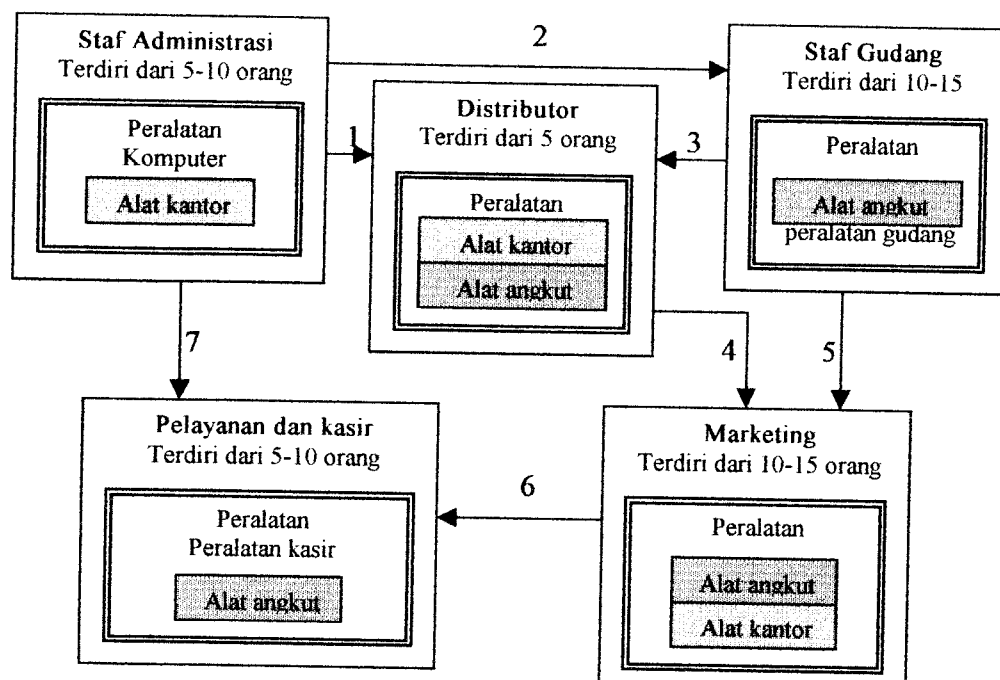 Staf Administrasi
Terdiri dari 5-10 orang
Peralatan
Komputer
Alat kantor
2
Staf Gudang
Terdiri dari 10-15
Peralatan
Alat angkut
peralatan gudang
1
Distributor
Terdiri dari 5 orang
Peralatan
Alat kantor
Alat angkut
3
7
4
5
Pelayanan dan kasir
Terdiri dari 5-10 orang
Peralatan
Peralatan kasir
Alat angkut
6
Marketing
Terdiri dari 10-15 orang
Peralatan
Alat angkut
Alat kantor